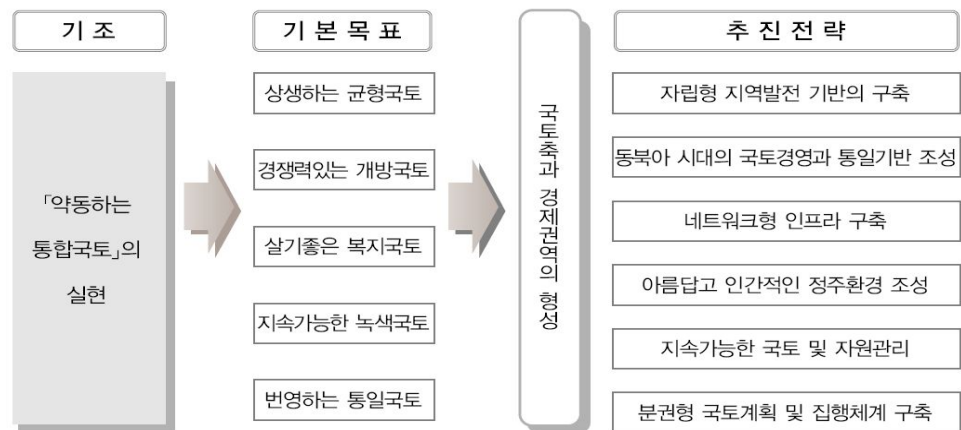 기 조
「약동하는
통합국토」의
실현
기 본 목 표
상생하는 균형국토
경쟁력있는 개방국토
살기좋은 복지국토
지속가능한 녹색국토
번영하는 통일국토
국토축과 경제권역의 형성
추 진 전 략
자립형 지역발전 기반의 구축
동북아 시대의 국토경영과 통일기반 조성
네트워크형 인프라 구축
아름답고 인간적인 정주환경 조성
지속가능한 국토 및 자원관리
분권형 국토계획 및 집행체계 구축